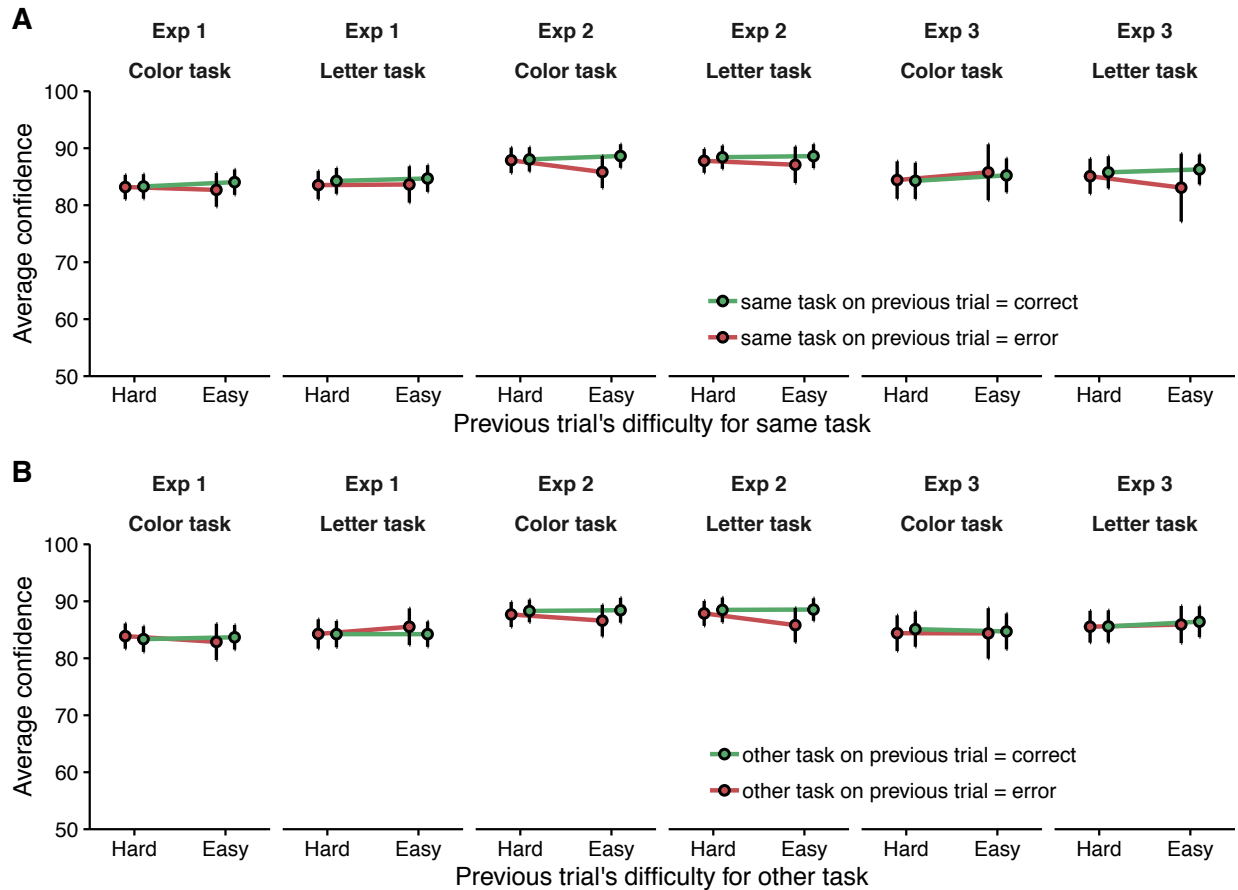 A
Exp 1 Exp 1 Exp 2 Exp 2 Exp 3 Exp 3
Color task Letter task Color task Letter task Color task Letter task
100
90
80
70
60
50
Average confidence
same task on previous trial = correct
same task on previous trial = error
Hard Easy Hard Easy Hard Easy Hard Easy Hard Easy Hard Easy
Previous trial's difficulty for same task
B
Exp 1 Exp 1 Exp 2 Exp 2 Exp 3 Exp 3
Color task Letter task Color task Letter task Color task Letter task
100
90
80
70
60
50
Average confidence
other task on previous trial = correct
other task on previous trial = error
Hard Easy Hard Easy Hard Easy Hard Easy Hard Easy Hard Easy
Previous trial's difficulty for other task